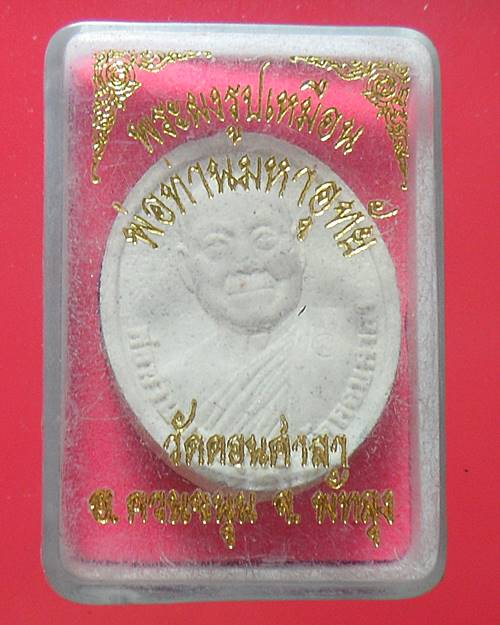 พระผงรูปเหมือน
พ่อท่านมหาอุทัย
วัดดอนศาลา
อ. ควนขนุน จ. พัทลุง